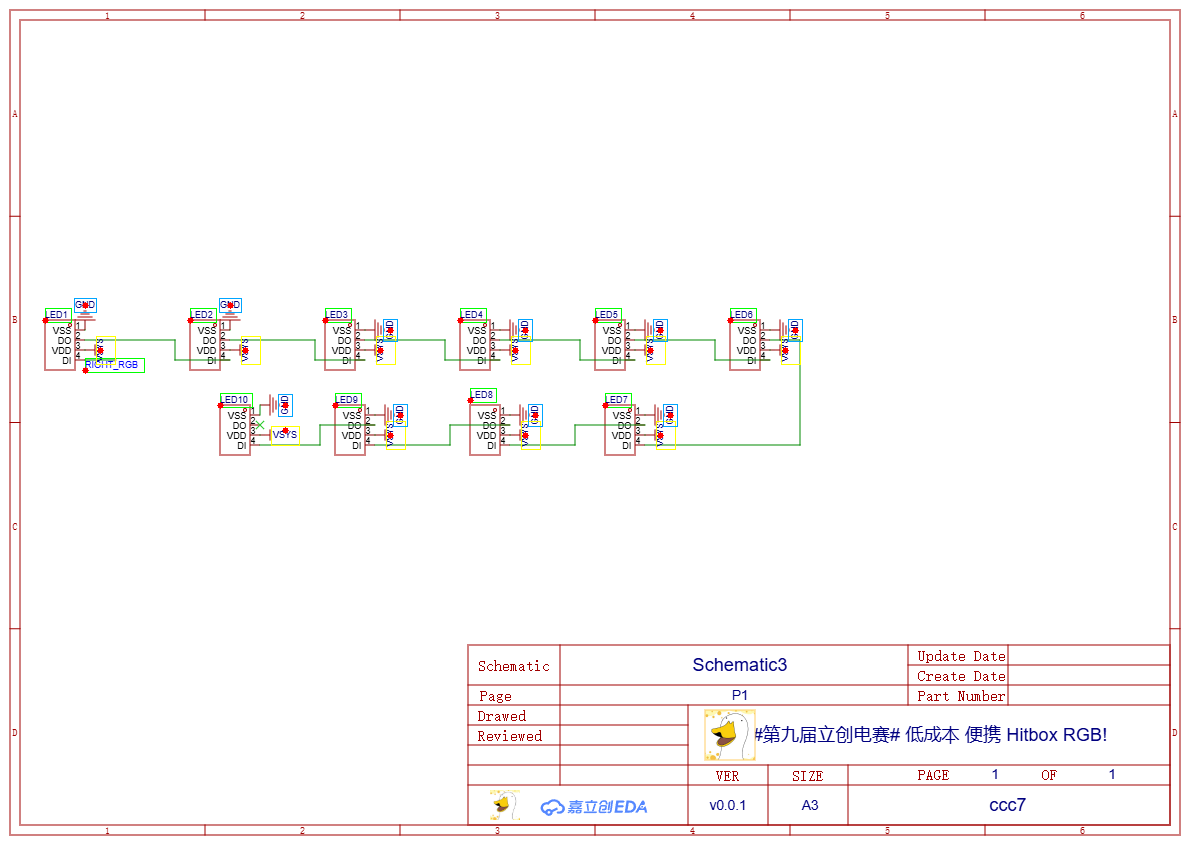 1 2 3 4 5 6
A A
GND GND
LED1 LED2 LED3 LED4 LED5 LED6
B B
VSS 1 VSS 1 VSS 1 GND VSS 1 GND VSS 1 GND VSS 1 GND
DO 2 DO 2 DO 2 DO 2 DO 2 DO 2
VDD 3 VSYS VDD 3 VSYS VDD 3 VSYS VDD 3 VSYS VDD 3 VSYS VDD 3 VSYS
DI 4 DI 4 DI 4 DI 4 DI 4 DI 4
RIGHT_RGB
LED10 LED9 LED8 LED7
VSS 1 GND VSS 1 GND VSS 1 GND VSS 1 GND
DO 2 DO 2 DO 2 DO 2
VDD 3 VSYS VDD 3 VSYS VDD 3 VSYS VDD 3 VSYS
DI 4 DI 4 DI 4 DI 4
C C
Schematic Schematic3 Update Date
Create Date
Page P1 Part Number
Drawed
Reviewed
D D
#第九届立创电赛# 低成本 便携 Hitbox RGB!
VER SIZE PAGE 1 OF 1
嘉立创EDA v0.0.1 A3 ccc7
1 2 3 4 5 6